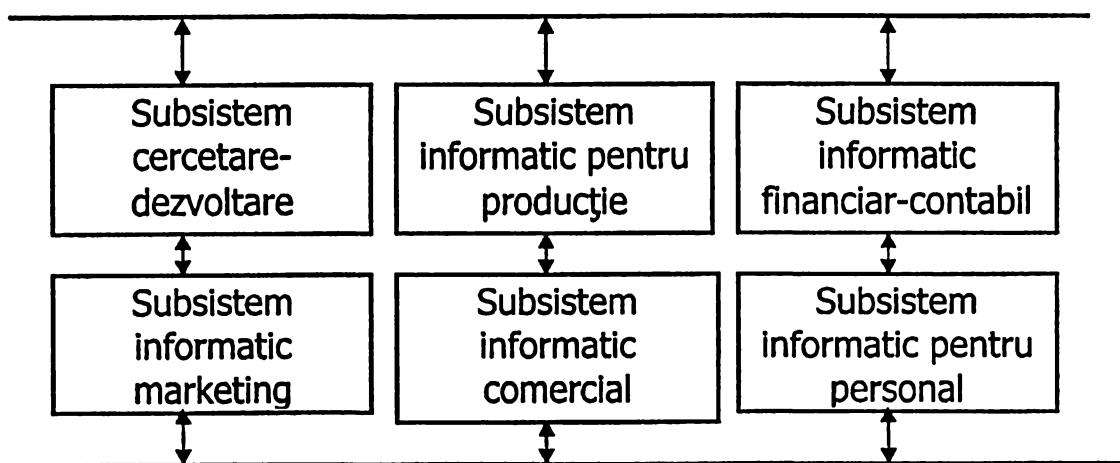 Subsistem
cercetare-
dezvoltare
Subsistem
informatic pentru
producţie
Subsistem
informatic
financiar-contabil
Subsistem
informatic
marketing
Subsistem
informatic
comercial
Subsistem
informatic pentru
personal